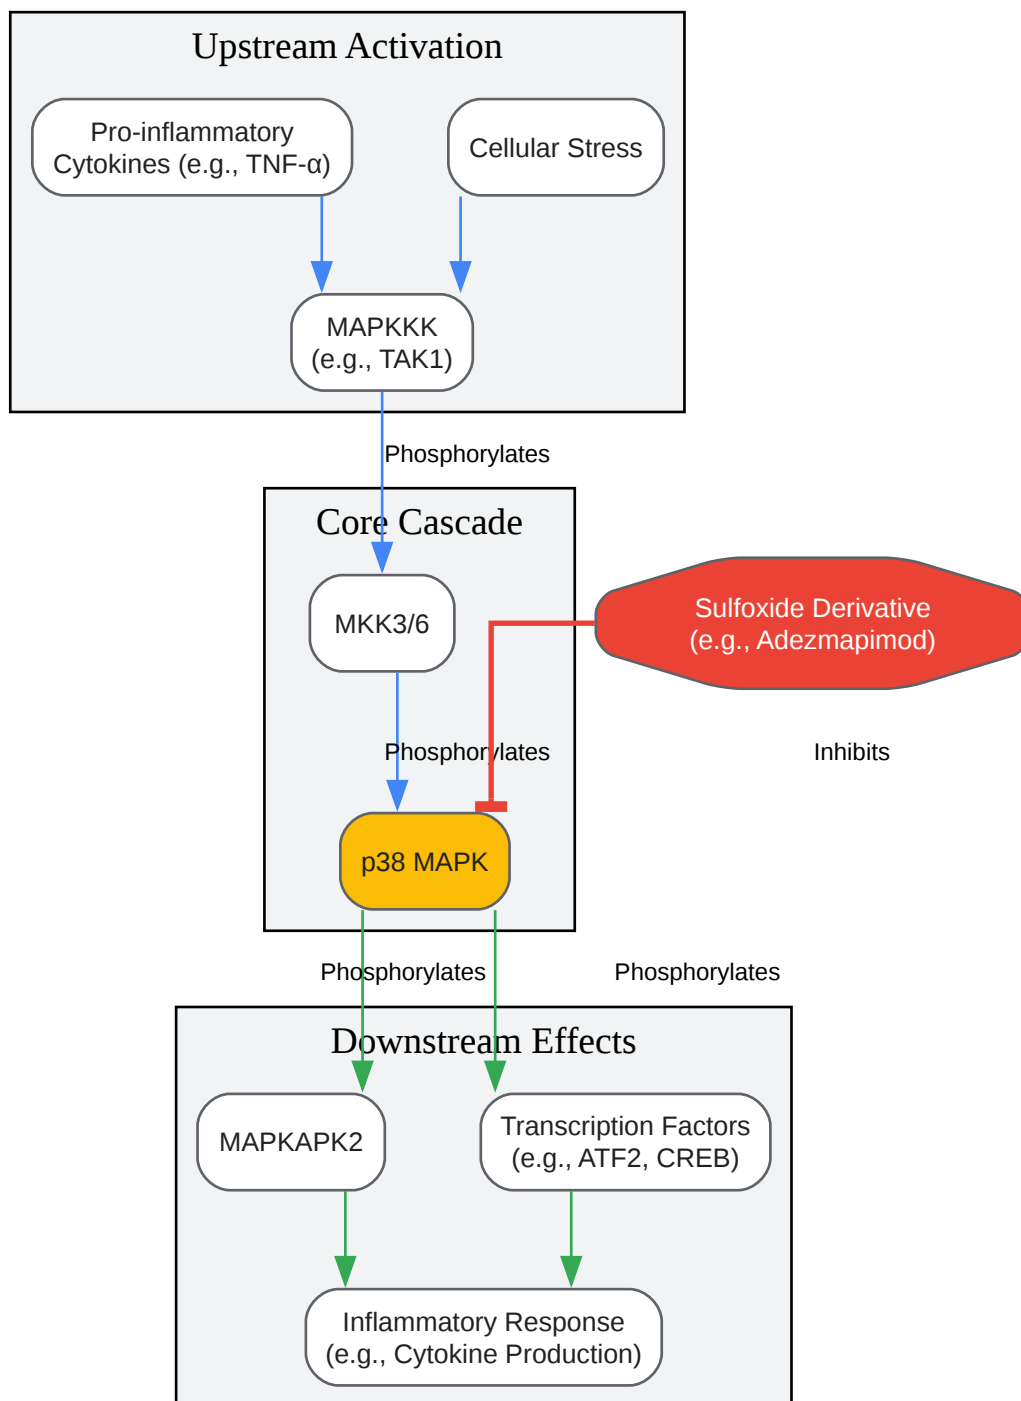 Upstream Activation
Pro-inflammatory
Cytokines (e.g., TNF-α)
Cellular Stress
MAPKKK
(e.g., TAK1)
Phosphorylates
Core Cascade
MKK3/6
Sulfoxide Derivative
(e.g., Adezmapimod)
Phosphorylates
Inhibits
p38 MAPK
Phosphorylates
Phosphorylates
Downstream Effects
MAPKAPK2
Transcription Factors
(e.g., ATF2, CREB)
Inflammatory Response
(e.g., Cytokine Production)